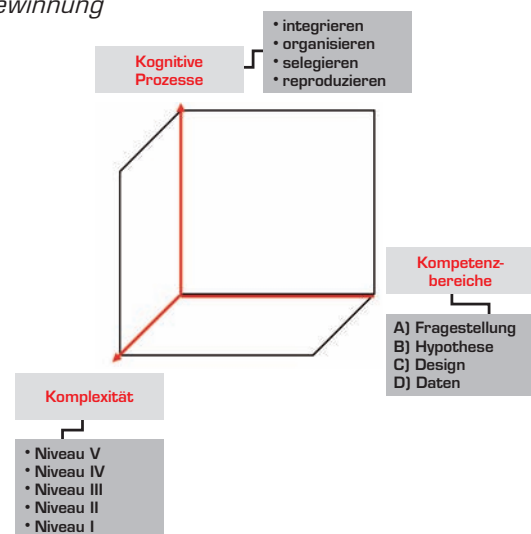 Kognitive
Prozesse
• integrieren
• organisieren
• selegieren
• reproduzieren
Kompetenz-
bereiche
A) Fragestellung
B) Hypothese
C) Design
D) Daten
Komplexität
• Niveau V
• Niveau IV
• Niveau III
• Niveau II
• Niveau I